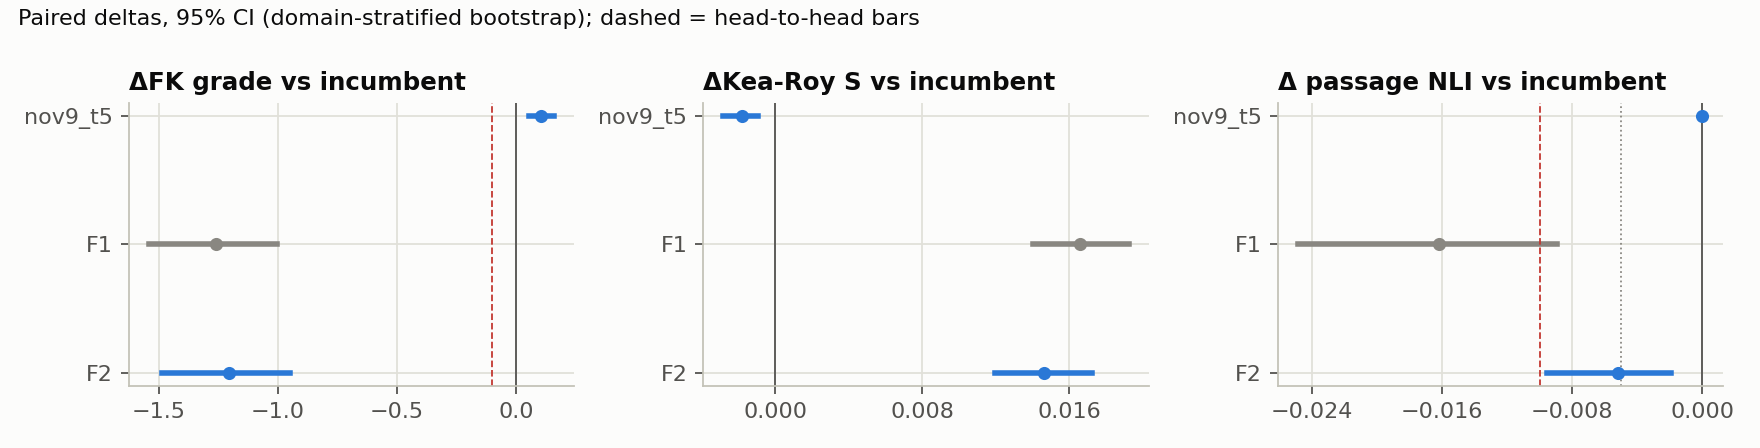 Paired deltas, 95% CI (domain-stratified bootstrap); dashed = head-to-head bars
ΔFK grade vs incumbent
nov9_t5
F1
F2
−1.5 −1.0 −0.5 0.0
ΔKea-Roy S vs incumbent
nov9_t5
F1
F2
0.000 0.008 0.016
Δ passage NLI vs incumbent
nov9_t5
F1
F2
−0.024 −0.016 −0.008 0.000